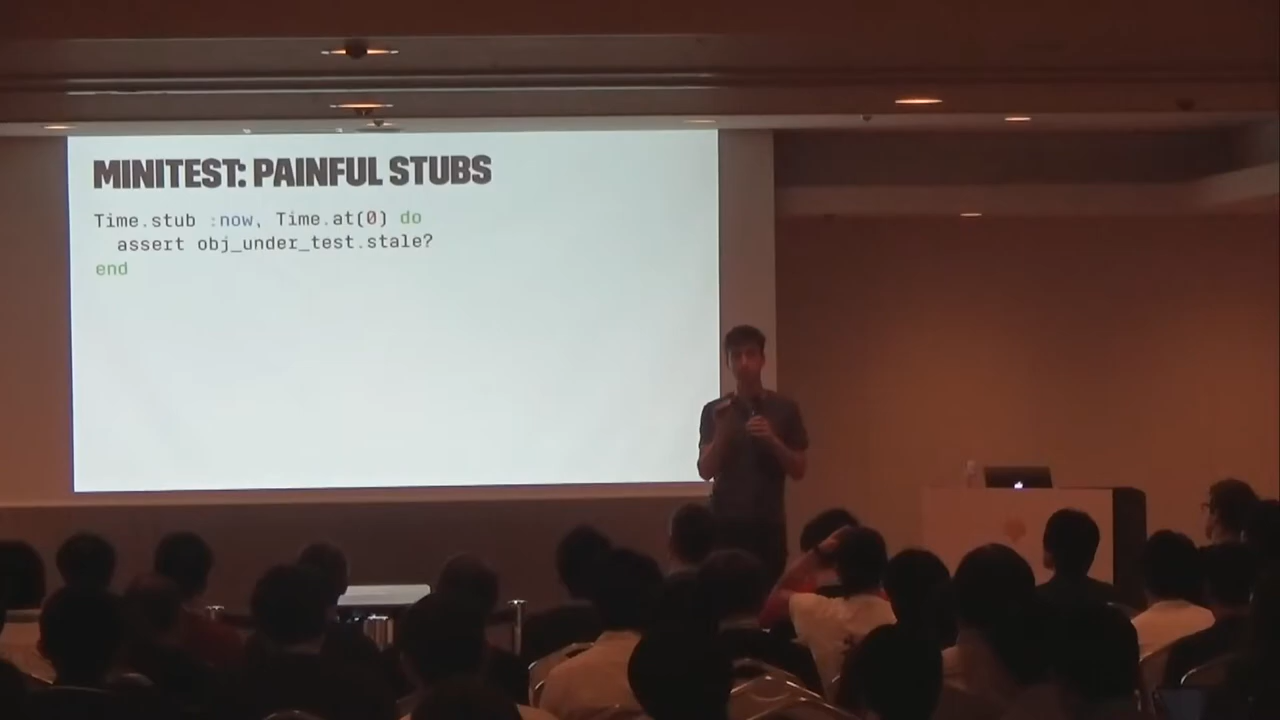 MINITEST: PAINFUL STUBS
Time.stub :now, Time.at(0) do
  assert obj_under_test.stale?
end